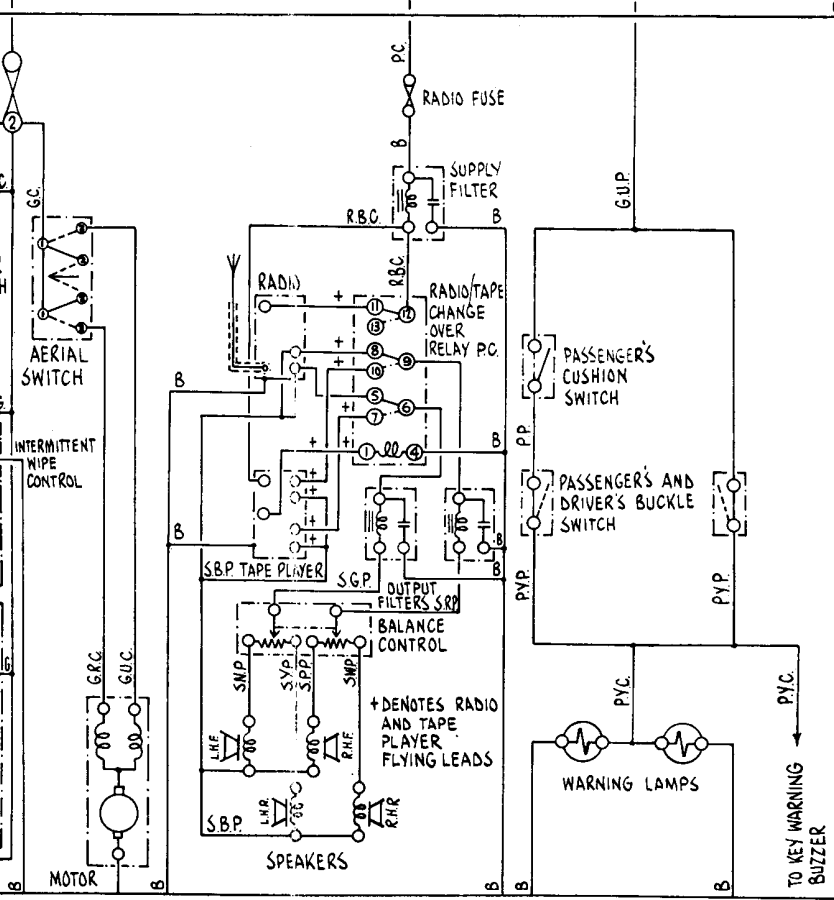 P.C.
RADIO FUSE
2
B
G.C.
SUPPLY
FILTER
G.U.P.
R.B.C.
B
R.B.C.
RADIO
+
11
12
13
RADIO/TAPE
CHANGE
OVER
RELAY P.C.
AERIAL
SWITCH
+
8
9
+
10
PASSENGER'S
CUSHION
SWITCH
B
5
6
+
7
P.P.
INTERMITTENT
WIPE
CONTROL
+
+
1
4
B
+
+
+
+
PASSENGER'S AND
DRIVER'S BUCKLE
SWITCH
B
B
S.B.P. TAPE PLAYER
B
S.G.P.
OUTPUT
FILTERS S.R.P.
P.Y.P.
P.Y.P.
BALANCE
CONTROL
G.R.C.
G.U.C.
S.N.P.
S.Y.P.
S.P.P.
S.W.P.
P.Y.C.
P.Y.C.
+ DENOTES RADIO
AND TAPE
PLAYER
FLYING LEADS
L.H.F.
R.H.F.
WARNING LAMPS
L.H.R.
R.H.R.
S.B.P.
SPEAKERS
TO KEY WARNING
BUZZER
MOTOR
B
B
B
B
B